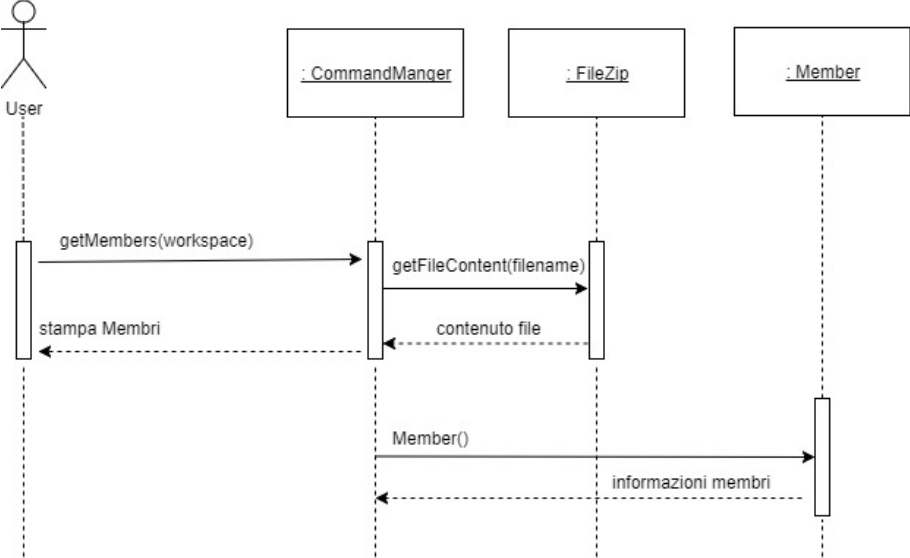 : CommandManger
: FileZip
: Member
User
getMembers(workspace)
getFileContent(filename)
stampa Membri
contenuto file
Member()
informazioni membri